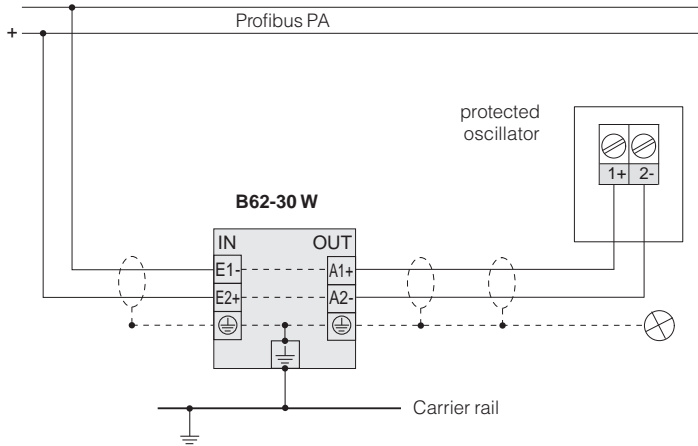 Profibus PA
+
protected
oscillator
1+ 2-
B62-30 W
IN OUT
E1- A1+
E2+ A2-
Carrier rail